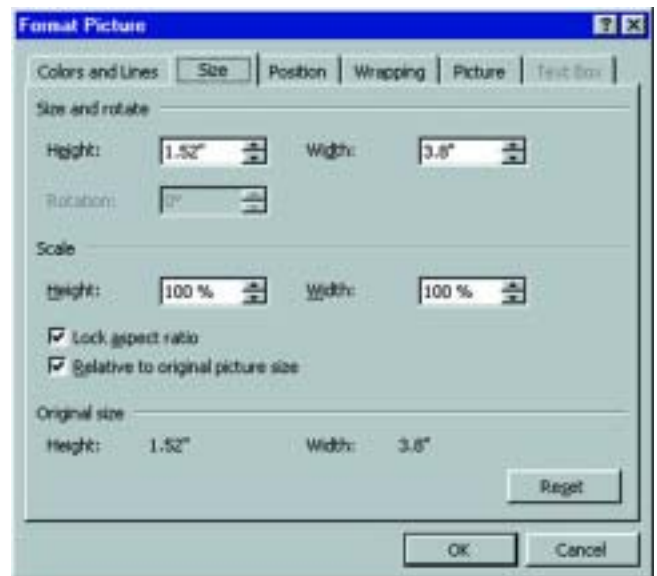 Format Picture
Colors and Lines Size Position Wrapping Picture Text Box
Size and rotate
Height: 1.52" Width: 3.8"
Rotation: 0°
Scale
Height: 100 % Width: 100 %
Lock aspect ratio
Relative to original picture size
Original size
Height: 1.52" Width: 3.8"
Reset
OK Cancel